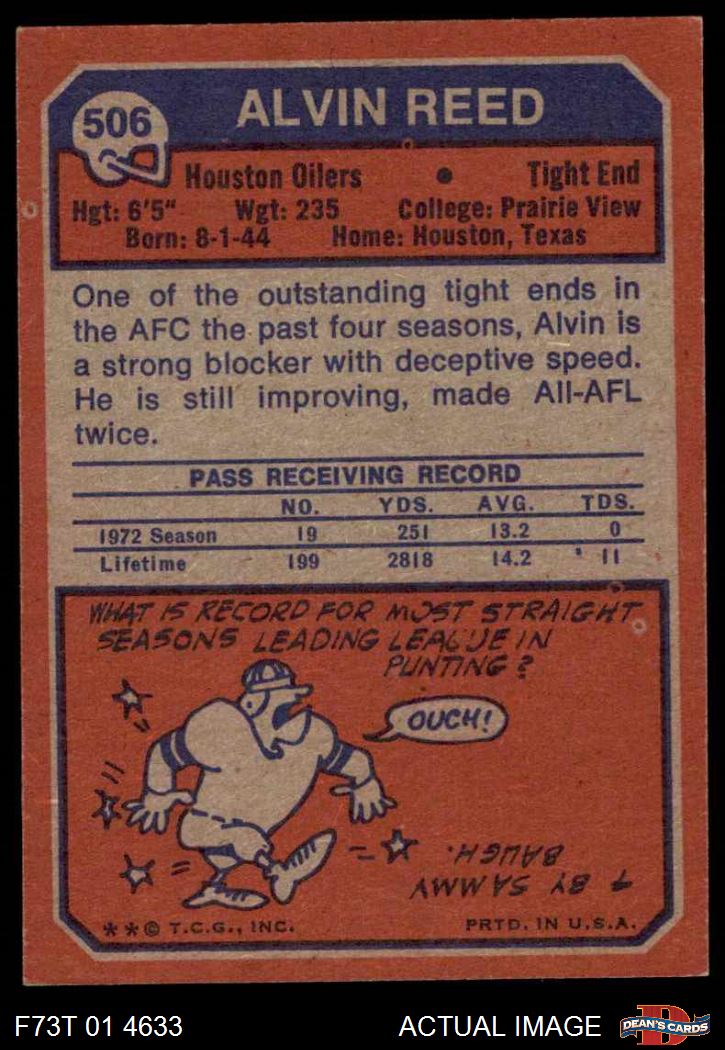 506
ALVIN REED
Houston Oilers • Tight End
Hgt: 6'5" Wgt: 235 College: Prairie View
Born: 8-1-44 Home: Houston, Texas
One of the outstanding tight ends in
the AFC the past four seasons, Alvin is
a strong blocker with deceptive speed.
He is still improving, made All-AFL
twice.
PASS RECEIVING RECORD
NO. YDS. AVG. TDS.
1972 Season 19 251 13.2 0
Lifetime 199 2818 14.2 11
WHAT IS RECORD FOR MOST STRAIGHT
SEASONS LEADING LEAGUE IN
PUNTING?
OUCH!
4 BY SAMMY
BAUGH.
**© T.C.G., INC. PRTD. IN U.S.A.
F73T 01 4633 ACTUAL IMAGE D DEAN'S CARDS